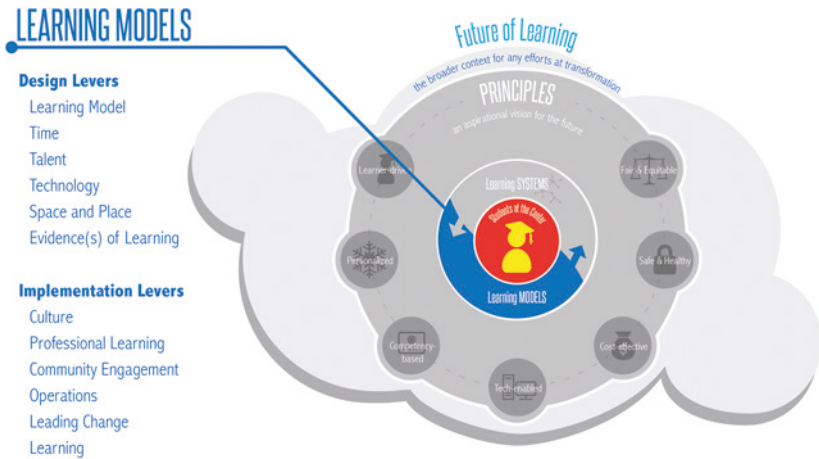 LEARNING MODELS
Design Levers
Learning Model
Time
Talent
Technology
Space and Place
Evidence(s) of Learning
Implementation Levers
Culture
Professional Learning
Community Engagement
Operations
Leading Change
Learning
Future of Learning
the broader context for any efforts at transformation
PRINCIPLES
an aspirational vision for the future
Learner-driven
Fair & Equitable
Learning SYSTEMS
Students at the Center
Personalized
Safe & Healthy
Learning MODELS
Competency-
based
Cost-effective
Tech-enabled